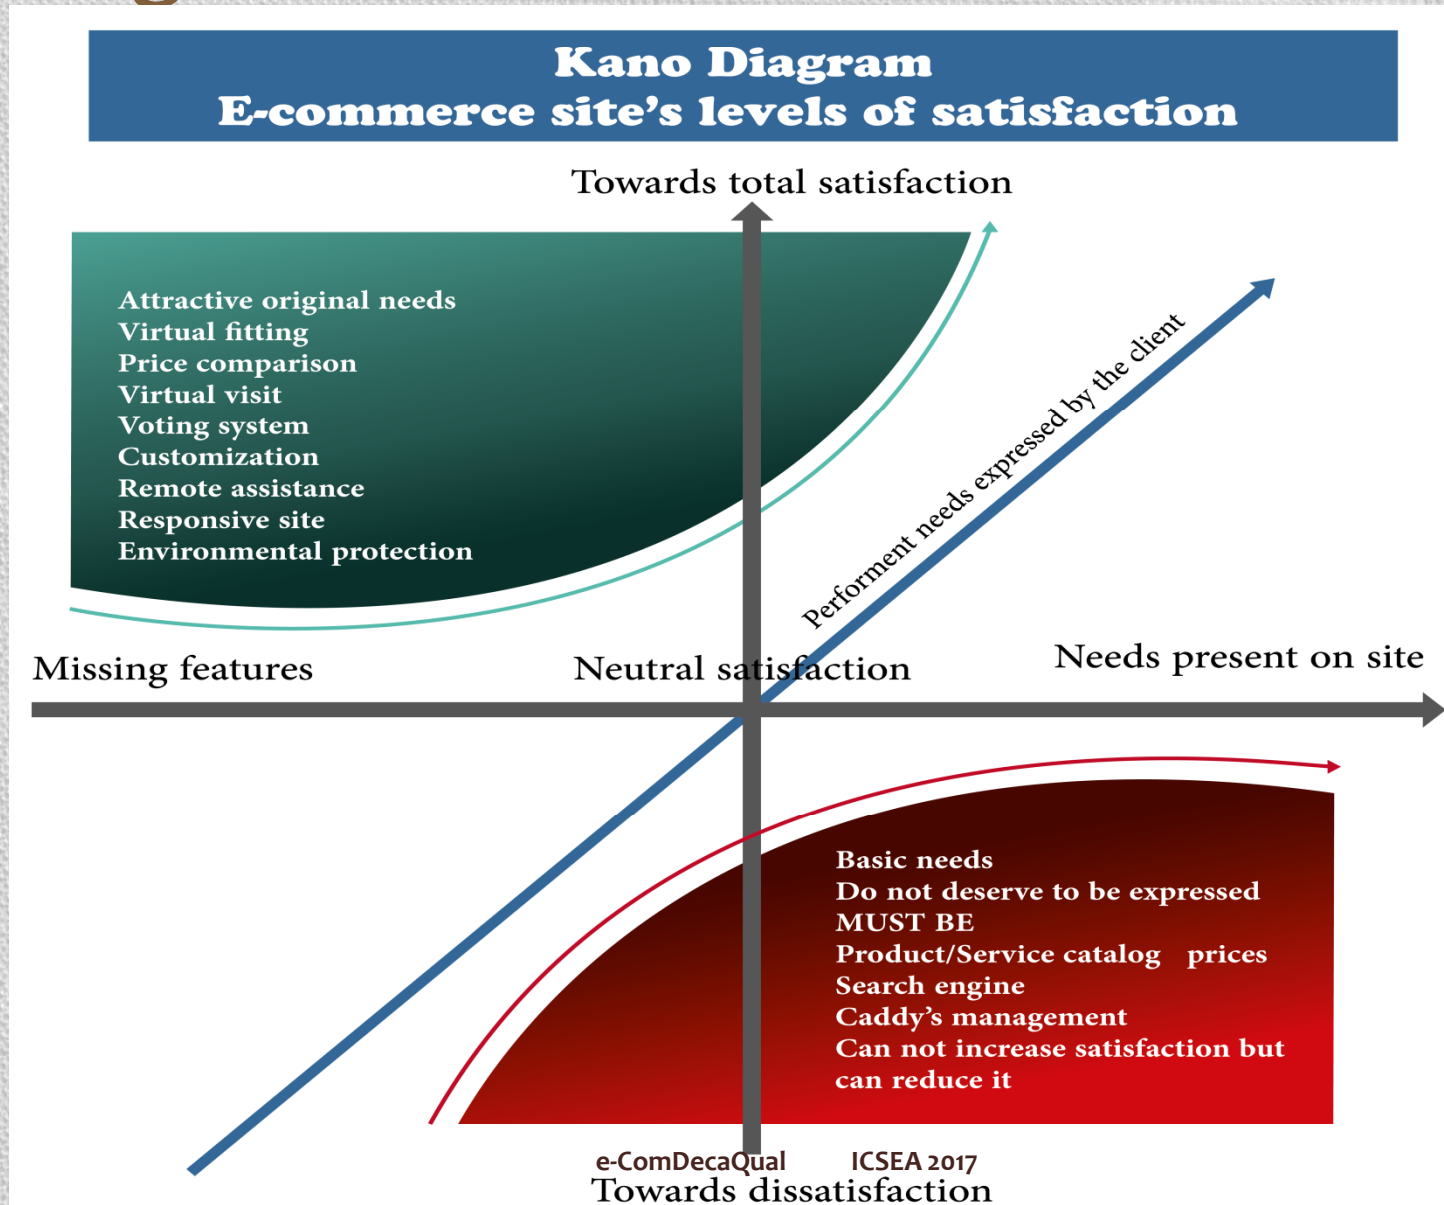 Kano Diagram
E-commerce site's levels of satisfaction
Towards total satisfaction
Attractive original needs
Virtual fitting
Price comparison
Virtual visit
Voting system
Customization
Remote assistance
Responsive site
Environmental protection
Performent needs expressed by the client
Missing features
Neutral satisfaction
Needs present on site
Basic needs
Do not deserve to be expressed
MUST BE
Product/Service catalog prices
Search engine
Caddy's management
Can not increase satisfaction but
can reduce it
e-ComDecaQual ICSEA 2017
Towards dissatisfaction